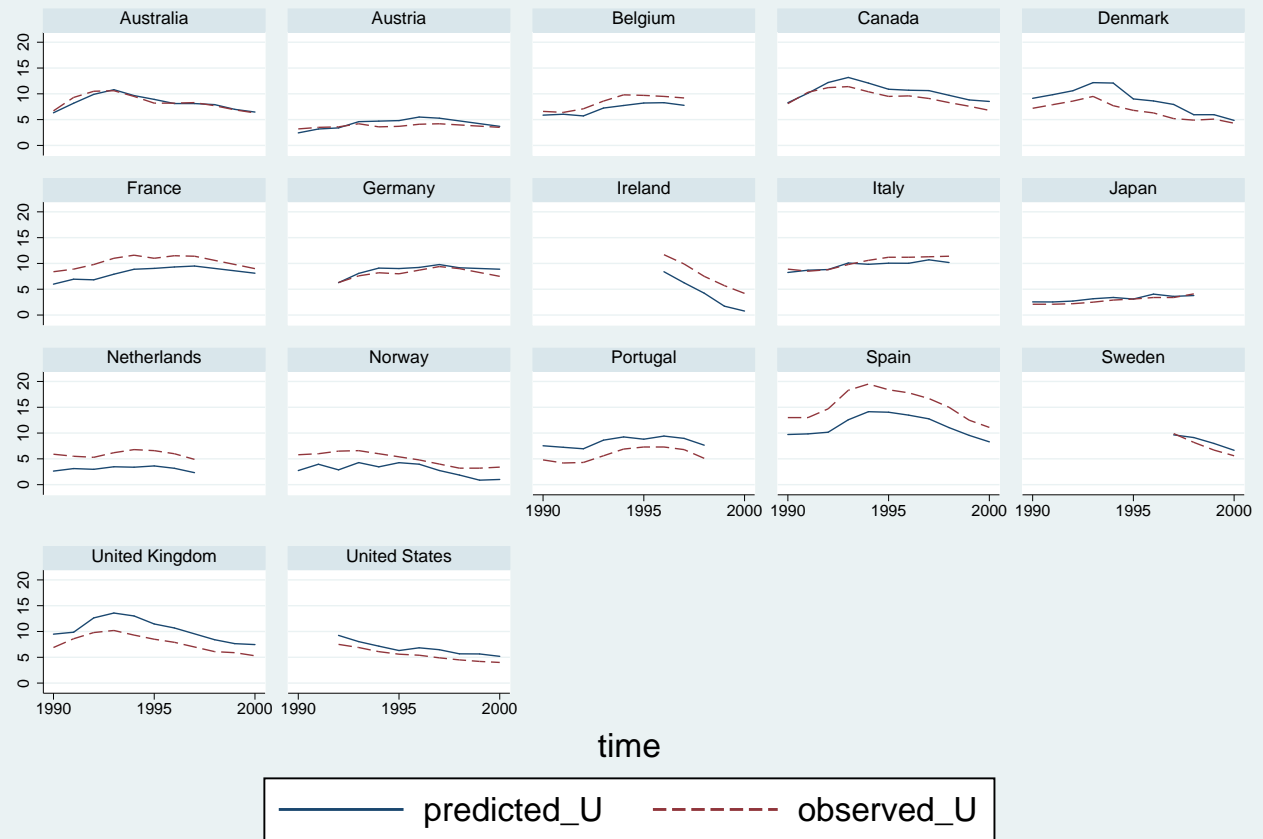 Australia Austria Belgium Canada Denmark
0 5 10 15 20
France Germany Ireland Italy Japan
0 5 10 15 20
Netherlands Norway Portugal Spain Sweden
0 5 10 15 20
1990 1995 2000 1990 1995 2000 1990 1995 2000
United Kingdom United States
0 5 10 15 20
1990 1995 2000 1990 1995 2000
time
predicted_U observed_U